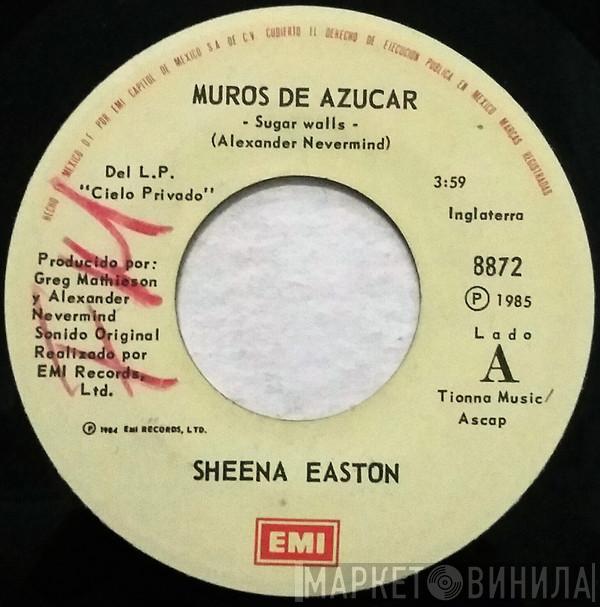 HECHO EN MEXICO D.F. POR EMI CAPITOL DE MEXICO S.A. DE C.V. CUBIERTO EL DERECHO DE EJECUCION PUBLICA EN MEXICO MARCAS REGISTRADAS
MUROS DE AZUCAR
- Sugar walls -
(Alexander Nevermind)
Del L.P.
"Cielo Privado"
3:59
Inglaterra
Producido por:
Greg Mathieson
y Alexander
Nevermind
Sonido Original
Realizado por
EMI Records,
Ltd.
8872
Ⓟ 1985
Lado
A
Tionna Music/
Ascap
Ⓟ 1984 EMI RECORDS, LTD.
SHEENA EASTON
EMI
МАРКЕТ ВИНИЛА